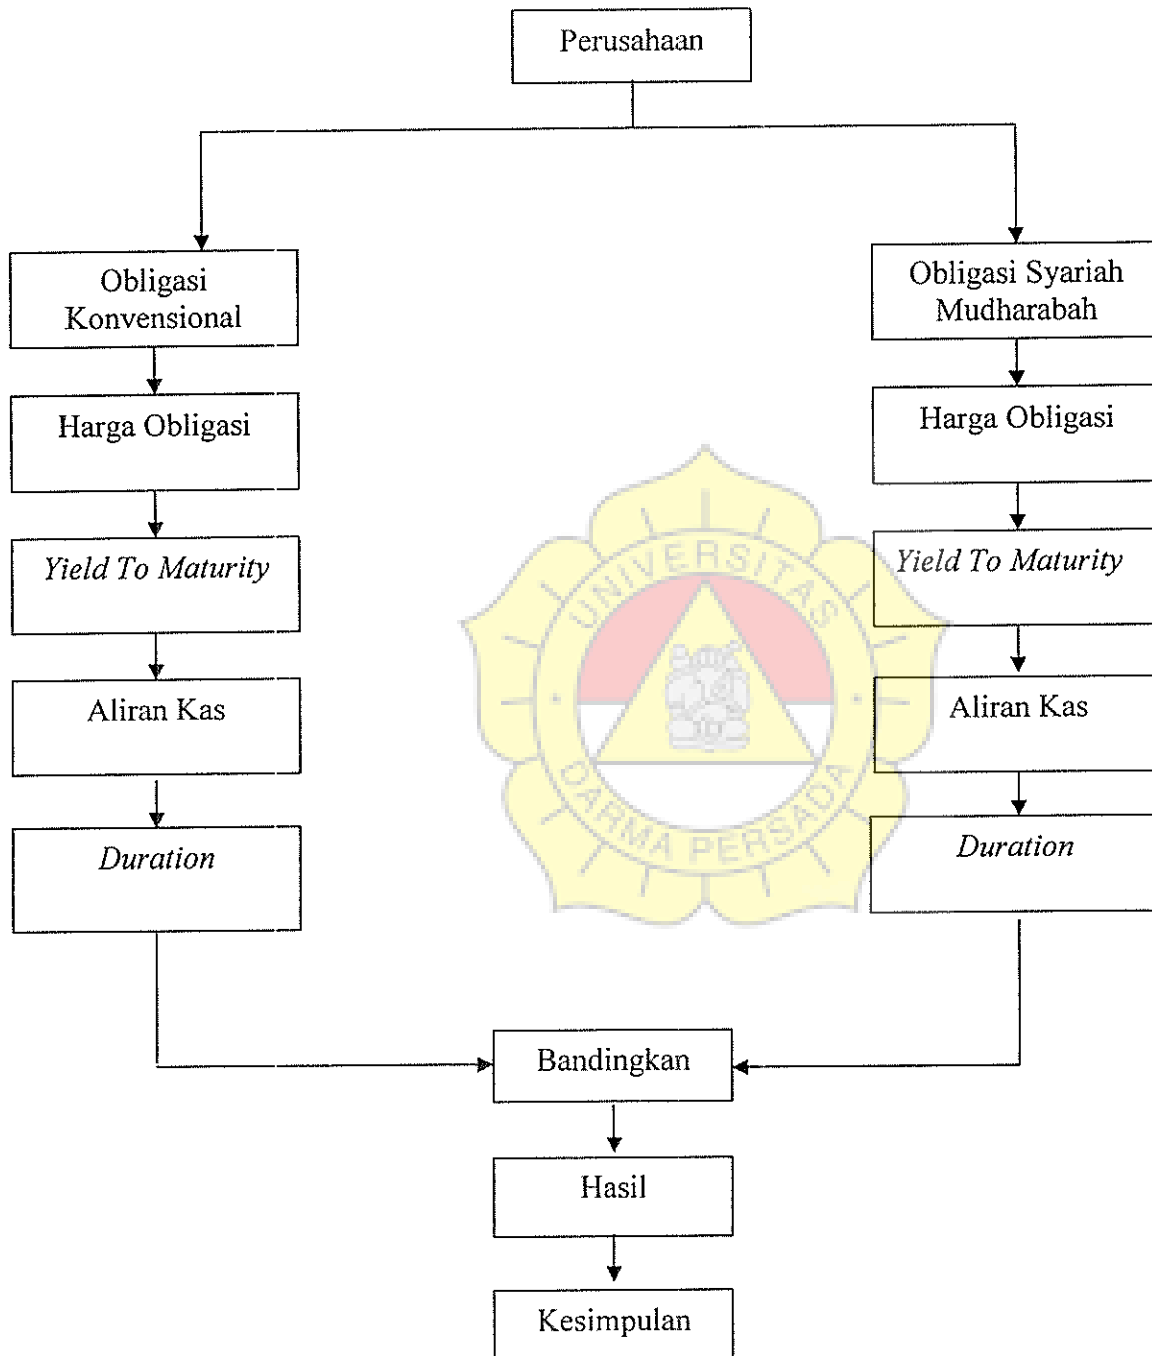 Perusahaan
Obligasi
Konvensional
Harga Obligasi
Yield To Maturity
Aliran Kas
Duration
Obligasi Syariah
Mudharabah
Harga Obligasi
Yield To Maturity
Aliran Kas
Duration
UNIVERSITAS
DARMA PERSADA
Bandingkan
Hasil
Kesimpulan